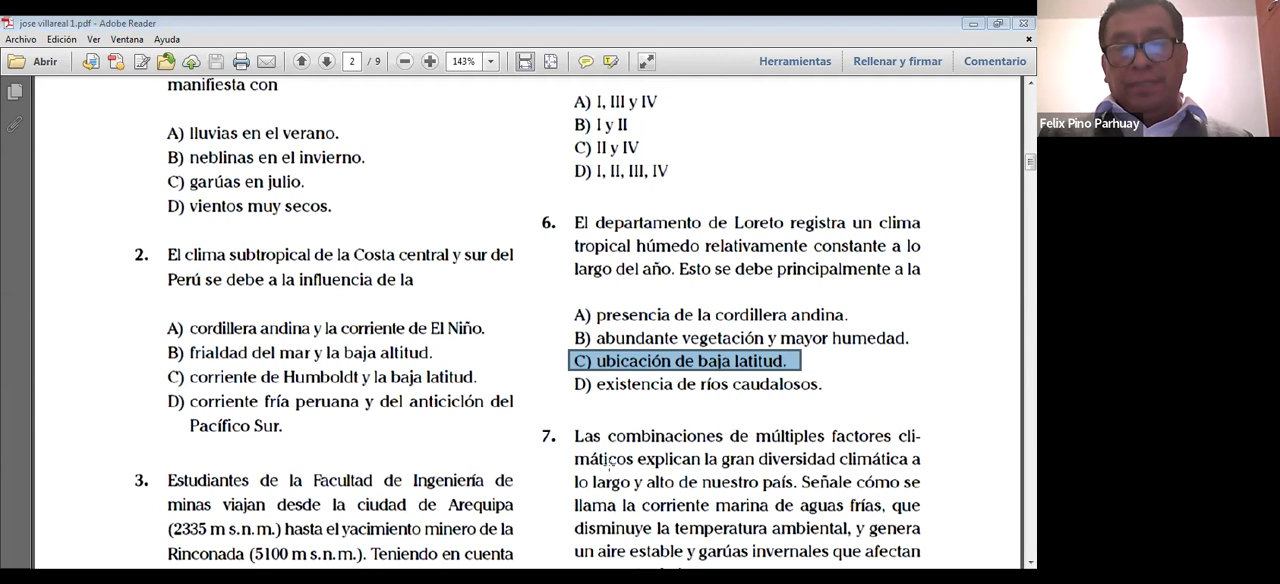 jose villareal 1.pdf - Adobe Reader
Archivo Edición Ver Ventana Ayuda
Abrir 2 / 9 143% Herramientas Rellenar y firmar Comentario
manifiesta con
A) lluvias en el verano.
B) neblinas en el invierno.
C) garúas en julio.
D) vientos muy secos.
2. El clima subtropical de la Costa central y sur del
Perú se debe a la influencia de la
A) cordillera andina y la corriente de El Niño.
B) frialdad del mar y la baja altitud.
C) corriente de Humboldt y la baja latitud.
D) corriente fría peruana y del anticiclón del
Pacífico Sur.
3. Estudiantes de la Facultad de Ingeniería de
minas viajan desde la ciudad de Arequipa
(2335 m s.n.m.) hasta el yacimiento minero de la
Rinconada (5100 m s.n.m.). Teniendo en cuenta
A) I, III y IV
B) I y II
C) II y IV
D) I, II, III, IV
6. El departamento de Loreto registra un clima
tropical húmedo relativamente constante a lo
largo del año. Esto se debe principalmente a la
A) presencia de la cordillera andina.
B) abundante vegetación y mayor humedad.
C) ubicación de baja latitud.
D) existencia de ríos caudalosos.
7. Las combinaciones de múltiples factores cli-
máticos explican la gran diversidad climática a
lo largo y alto de nuestro país. Señale cómo se
llama la corriente marina de aguas frías, que
disminuye la temperatura ambiental, y genera
un aire estable y garúas invernales que afectan
Felix Pino Parhuay